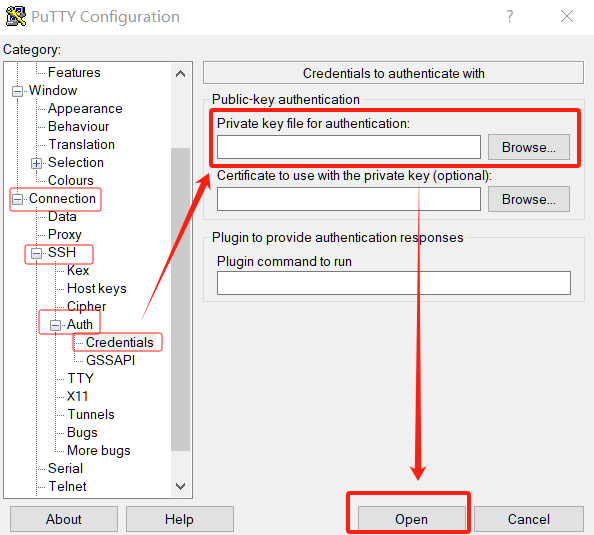 PuTTY Configuration
Category:
Features
Window
Appearance
Behaviour
Translation
Selection
Colours
Connection
Data
Proxy
SSH
Kex
Host keys
Cipher
Auth
Credentials
GSSAPI
TTY
X11
Tunnels
Bugs
More bugs
Serial
Telnet
Credentials to authenticate with
Public-key authentication
Private key file for authentication:
Browse...
Certificate to use with the private key (optional):
Browse...
Plugin to provide authentication responses
Plugin command to run
About
Help
Open
Cancel